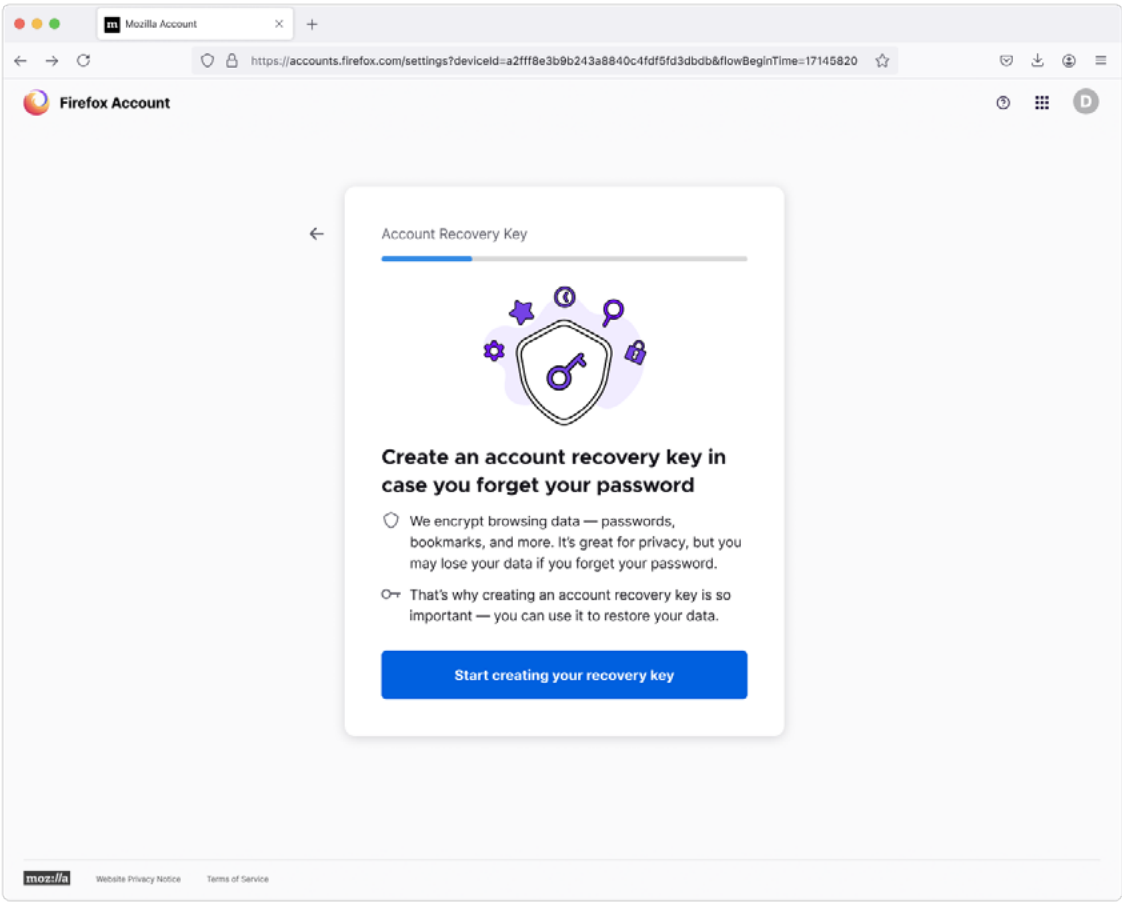 m Mozilla Account
https://accounts.firefox.com/settings?deviceId=a2fff8e3b9b243a8840c4fdf5fd3dbdb&flowBeginTime=17145820
Firefox Account
D
Account Recovery Key
Create an account recovery key in
case you forget your password
We encrypt browsing data — passwords,
bookmarks, and more. It's great for privacy, but you
may lose your data if you forget your password.
That's why creating an account recovery key is so
important — you can use it to restore your data.
Start creating your recovery key
moz://a Website Privacy Notice Terms of Service